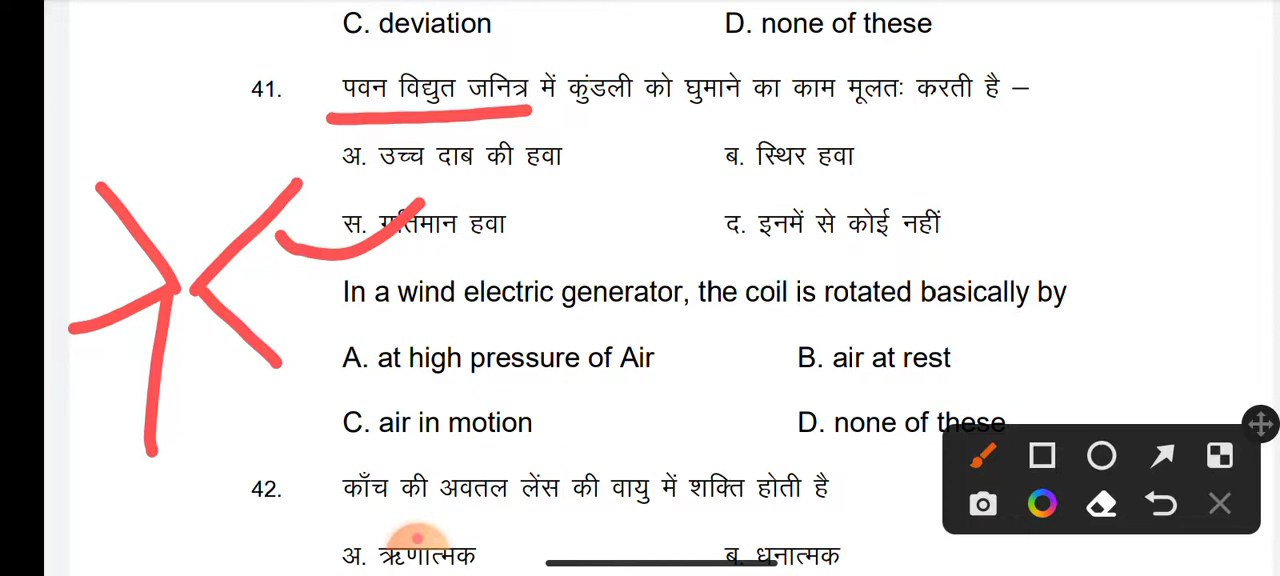 C. deviation D. none of these
41. पवन विद्युत जनित्र में कुंडली को घुमाने का काम मूलतः करती है –
अ. उच्च दाब की हवा ब. स्थिर हवा
स. गतिमान हवा द. इनमें से कोई नहीं
In a wind electric generator, the coil is rotated basically by
A. at high pressure of Air B. air at rest
C. air in motion D. none of these
42. काँच की अवतल लेंस की वायु में शक्ति होती है
अ. ऋणात्मक ब. धनात्मक